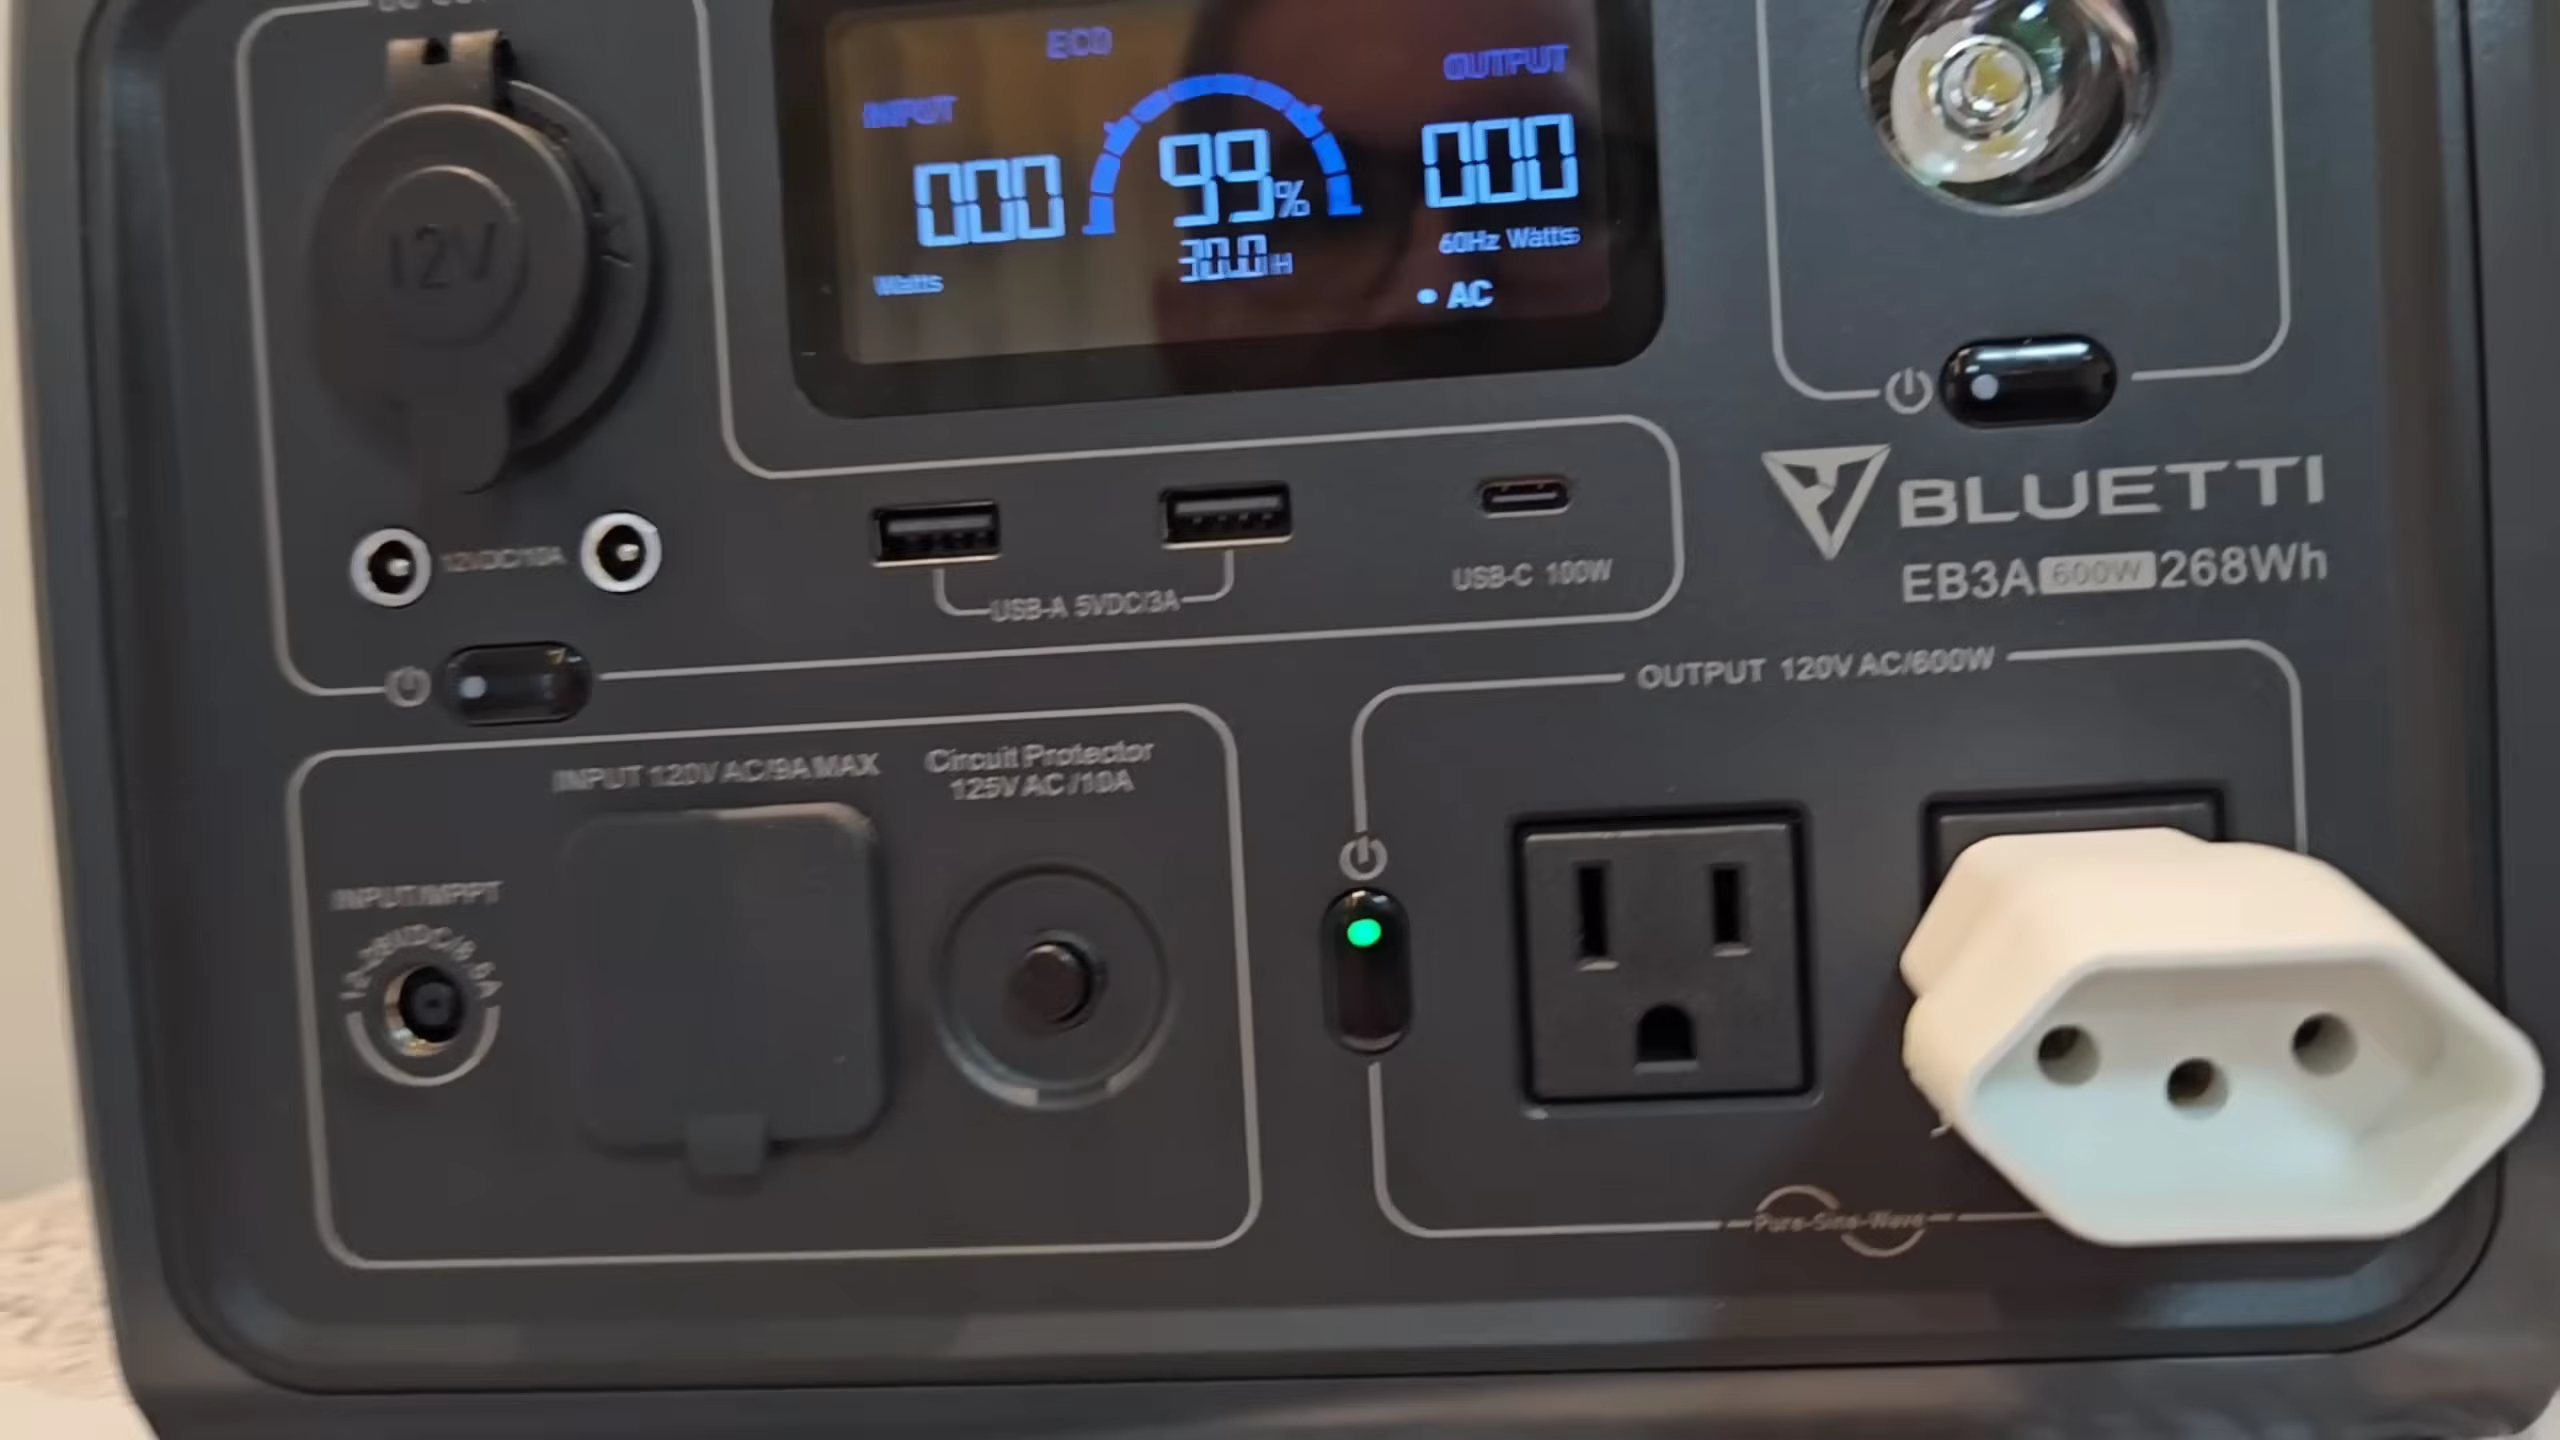 ECO
INPUT
OUTPUT
000
99%
000
30.0H
Watts
60Hz Watts
AC
12V
12VDC/10A
USB-A 5VDC/3A
USB-C 100W
BLUETTI
EB3A 600W 268Wh
OUTPUT 120V AC/600W
INPUT 120V AC/9A MAX
Circuit Protector
125V AC /10A
INPUT/MPPT
Pure-Sine-Wave